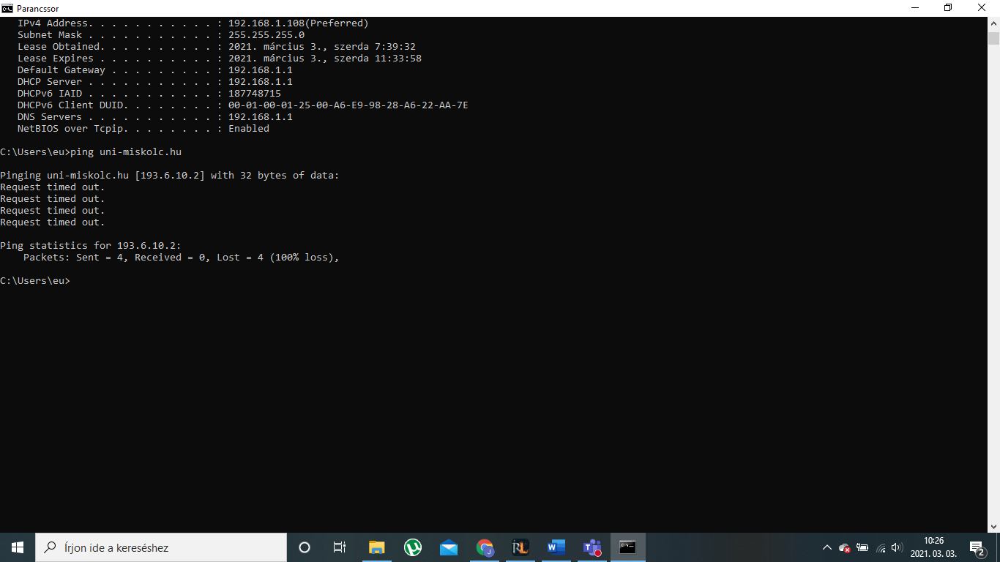 Parancssor
IPv4 Address. . . . . . . . . . . : 192.168.1.108(Preferred)
Subnet Mask . . . . . . . . . . . : 255.255.255.0
Lease Obtained. . . . . . . . . . : 2021. március 3., szerda 7:39:32
Lease Expires . . . . . . . . . . : 2021. március 3., szerda 11:33:58
Default Gateway . . . . . . . . . : 192.168.1.1
DHCP Server . . . . . . . . . . . : 192.168.1.1
DHCPv6 IAID . . . . . . . . . . . : 187748715
DHCPv6 Client DUID. . . . . . . . : 00-01-00-01-25-00-A6-E9-98-28-A6-22-AA-7E
DNS Servers . . . . . . . . . . . : 192.168.1.1
NetBIOS over Tcpip. . . . . . . . : Enabled
C:\Users\eu>ping uni-miskolc.hu
Pinging uni-miskolc.hu [193.6.10.2] with 32 bytes of data:
Request timed out.
Request timed out.
Request timed out.
Request timed out.
Ping statistics for 193.6.10.2:
Packets: Sent = 4, Received = 0, Lost = 4 (100% loss),
C:\Users\eu>
Írjon ide a kereséshez
10:26
2021. 03. 03.
2